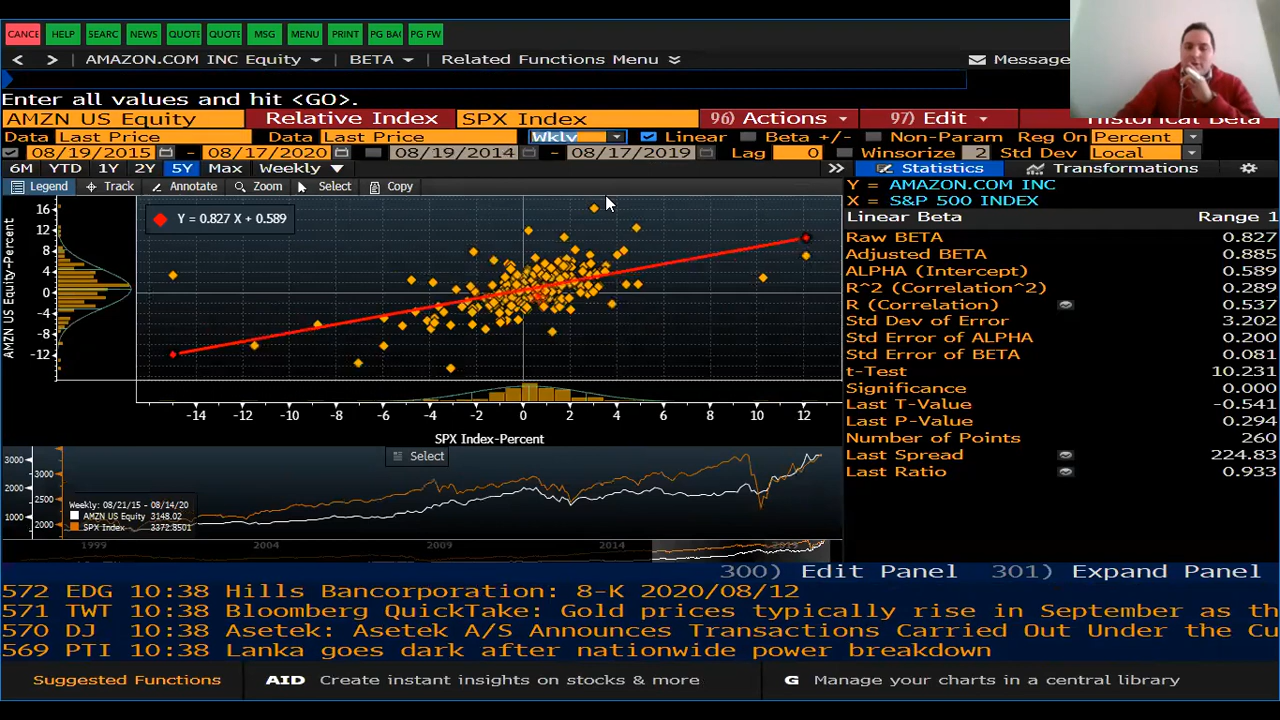 CANCE HELP SEARC NEWS QUOTE QUOTE MSG MENU PRINT PG BAC PG FW
< > AMAZON.COM INC Equity BETA Related Functions Menu Message
Enter all values and hit <GO>.
AMZN US Equity Relative Index SPX Index 96) Actions 97) Edit Historical Beta
Data Last Price Data Last Price Wkly Linear Beta +/- Non-Param Reg On Percent
08/19/2015 - 08/17/2020 08/19/2014 - 08/17/2019 Lag 0 Winsorize 2 Std Dev Local
6M YTD 1Y 2Y 5Y Max Weekly Statistics Transformations
Legend Track Annotate Zoom Select Copy
Y = AMAZON.COM INC
X = S&P 500 INDEX
Linear Beta Range 1
Raw BETA 0.827
Adjusted BETA 0.885
ALPHA (Intercept) 0.589
R^2 (Correlation^2) 0.289
R (Correlation) 0.537
Std Dev of Error 3.202
Std Error of ALPHA 0.200
Std Error of BETA 0.081
t-Test 10.231
Significance 0.000
Last T-Value -0.541
Last P-Value 0.294
Number of Points 260
Last Spread 224.83
Last Ratio 0.933
Y = 0.827 X + 0.589
AMZN US Equity-Percent
16
12
8
4
0
-4
-8
-12
-14 -12 -10 -8 -6 -4 -2 0 2 4 6 8 10 12
SPX Index-Percent
Select
3000 3000
2000 2500
1000 2000
Weekly: 08/21/15 - 08/14/20
AMZN US Equity 3148.02
SPX Index 3372.8501
1999 2004 2009 2014 2019
300) Edit Panel 301) Expand Panel
572 EDG 10:38 Hills Bancorporation: 8-K 2020/08/12
571 TWT 10:38 Bloomberg QuickTake: Gold prices typically rise in September as th
570 DJ 10:38 Asetek: Asetek A/S Announces Transactions Carried Out Under the Cu
569 PTI 10:38 Lanka goes dark after nationwide power breakdown
Suggested Functions AID Create instant insights on stocks & more G Manage your charts in a central library